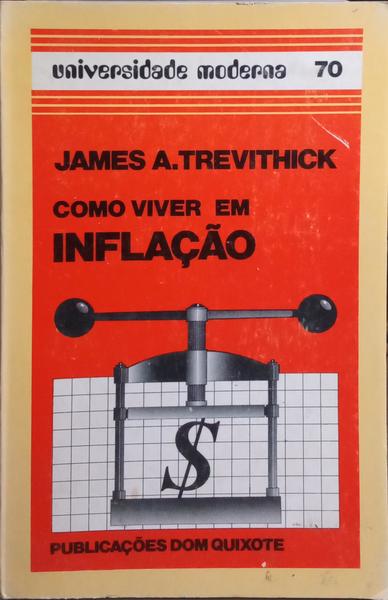 universidade moderna 70
JAMES A.TREVITHICK
COMO VIVER EM
INFLAÇÃO
$
PUBLICAÇÕES DOM QUIXOTE